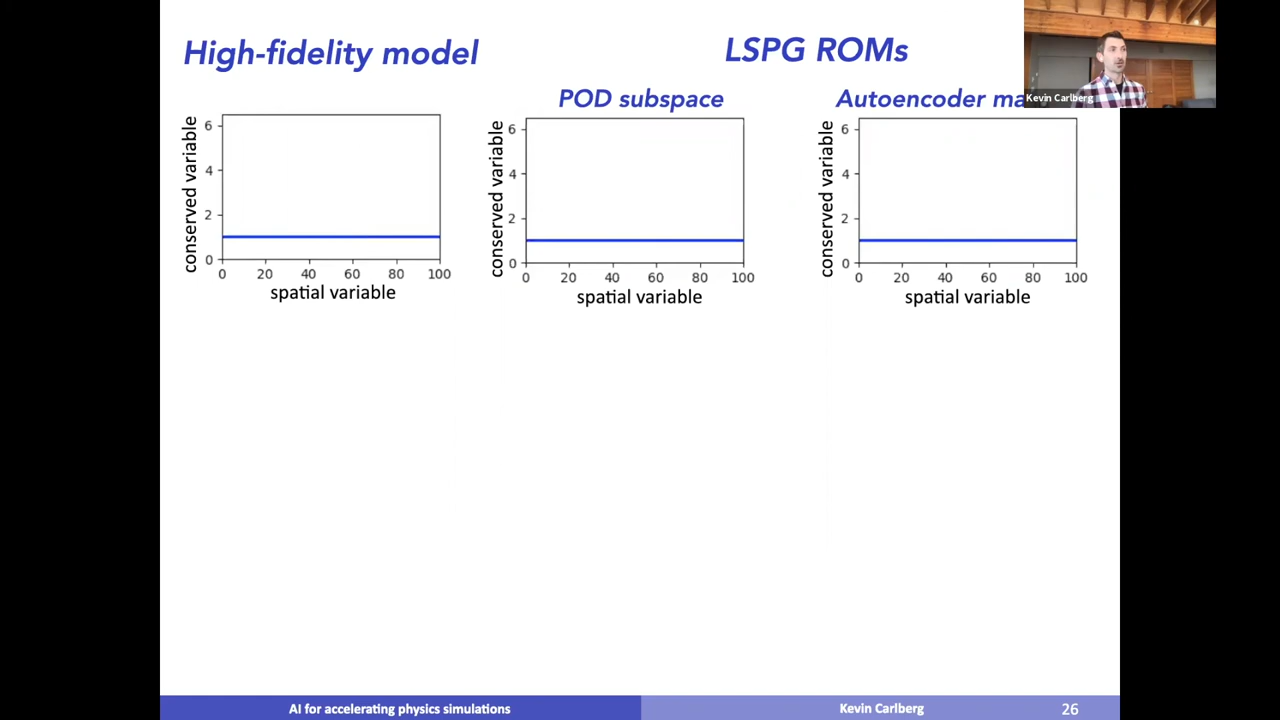 High-fidelity model
LSPG ROMs
POD subspace
Autoencoder ma
Kevin Carlberg
conserved variable
6
4
2
0
0 20 40 60 80 100
spatial variable
conserved variable
6
4
2
0
0 20 40 60 80 100
spatial variable
conserved variable
6
4
2
0
0 20 40 60 80 100
spatial variable
AI for accelerating physics simulations
Kevin Carlberg
26